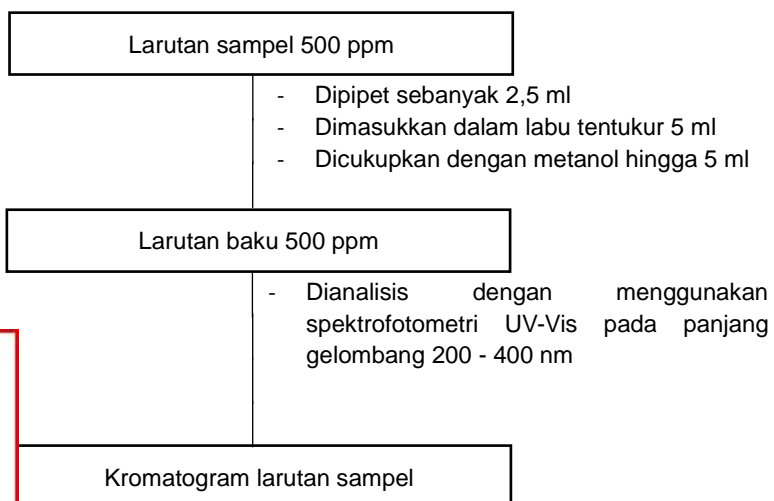 Larutan sampel 500 ppm
- Dipipet sebanyak 2,5 ml
- Dimasukkan dalam labu tentukur 5 ml
- Dicukupkan dengan metanol hingga 5 ml
Larutan baku 500 ppm
- Dianalisis dengan menggunakan
spektrofotometri UV-Vis pada panjang
gelombang 200 - 400 nm
Kromatogram larutan sampel